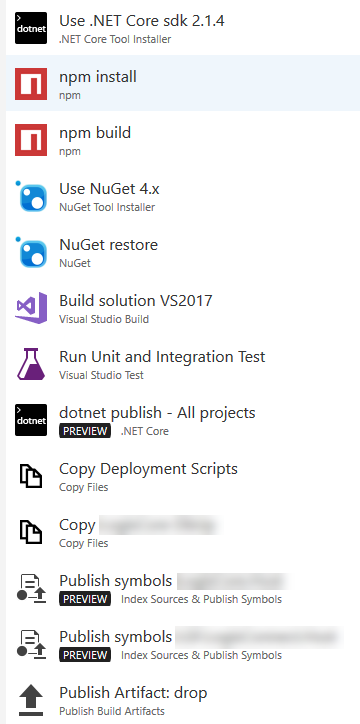 dotnet
Use .NET Core sdk 2.1.4
.NET Core Tool Installer
npm install
npm
npm build
npm
Use NuGet 4.x
NuGet Tool Installer
NuGet restore
NuGet
Build solution VS2017
Visual Studio Build
Run Unit and Integration Test
Visual Studio Test
dotnet
dotnet publish - All projects
PREVIEW .NET Core
Copy Deployment Scripts
Copy Files
Copy
Copy Files
Publish symbols
PREVIEW Index Sources & Publish Symbols
Publish symbols
PREVIEW Index Sources & Publish Symbols
Publish Artifact: drop
Publish Build Artifacts